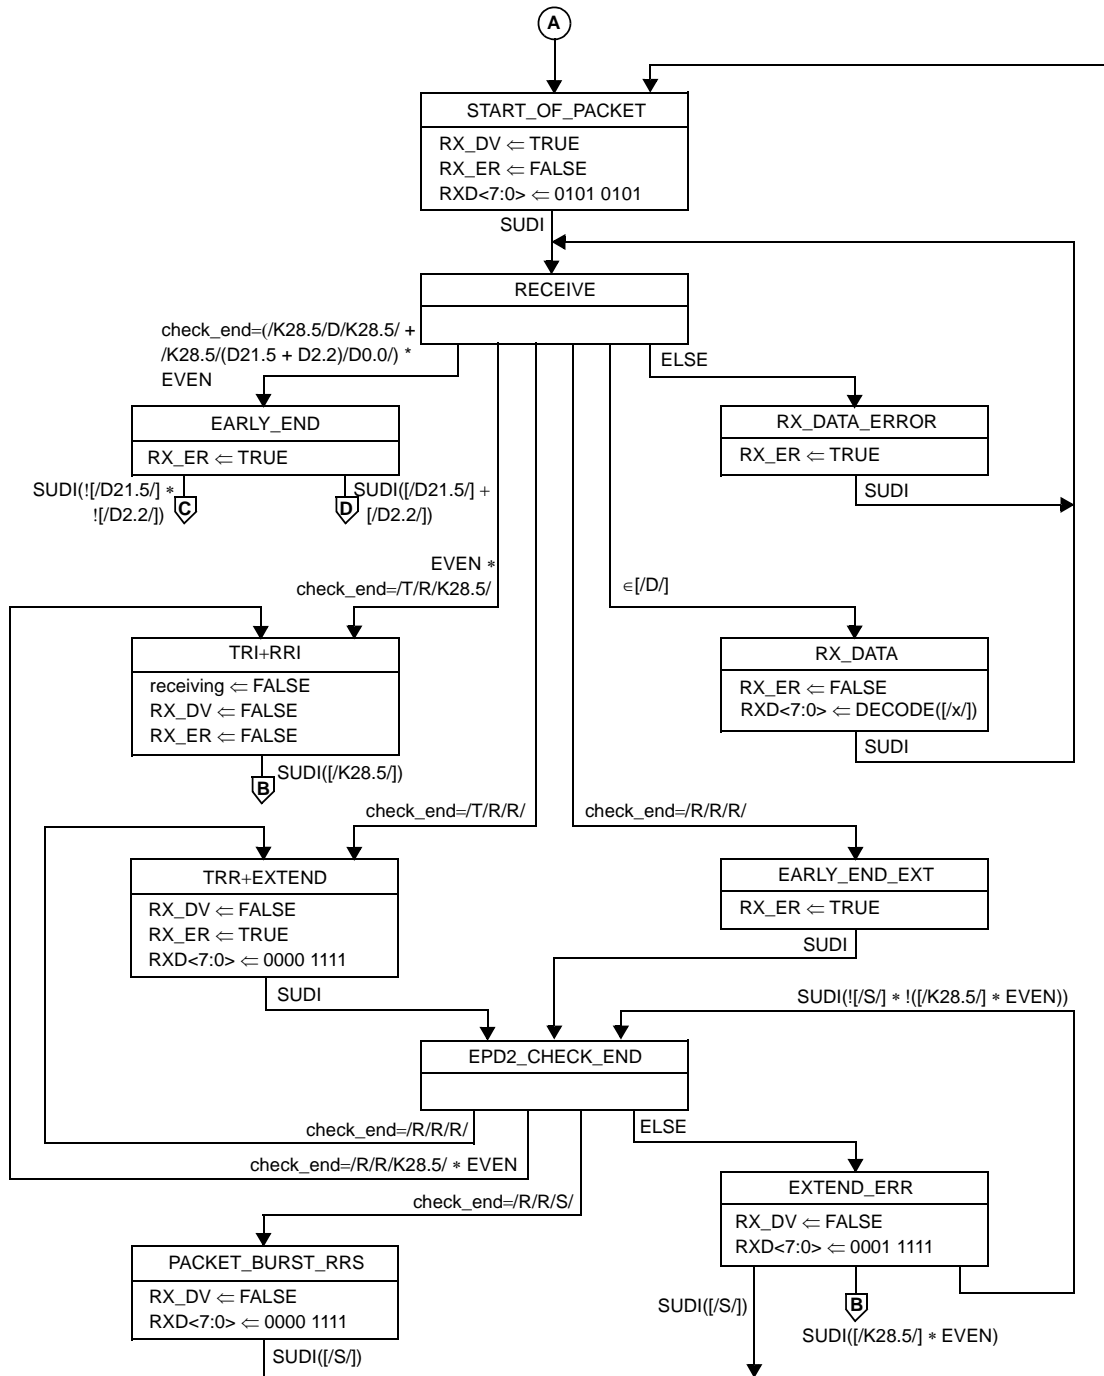 A
START_OF_PACKET
RX_DV ⇐ TRUE
RX_ER ⇐ FALSE
RXD<7:0> ⇐ 0101 0101
SUDI
RECEIVE
check_end=(/K28.5/D/K28.5/ +
/K28.5/(D21.5 + D2.2)/D0.0/) *
EVEN
ELSE
EARLY_END
RX_ER ⇐ TRUE
RX_DATA_ERROR
RX_ER ⇐ TRUE
SUDI(![/D21.5/] ∗
![/D2.2/])
C
D
SUDI([/D21.5/] +
[/D2.2/])
SUDI
EVEN ∗
check_end=/T/R/K28.5/
∈[/D/]
TRI+RRI
receiving ⇐ FALSE
RX_DV ⇐ FALSE
RX_ER ⇐ FALSE
RX_DATA
RX_ER ⇐ FALSE
RXD<7:0> ⇐ DECODE([/x/])
SUDI([/K28.5/])
B
SUDI
check_end=/T/R/R/
check_end=/R/R/R/
TRR+EXTEND
RX_DV ⇐ FALSE
RX_ER ⇐ TRUE
RXD<7:0> ⇐ 0000 1111
EARLY_END_EXT
RX_ER ⇐ TRUE
SUDI
SUDI
SUDI(![/S/] ∗ !([/K28.5/] ∗ EVEN))
EPD2_CHECK_END
check_end=/R/R/R/
ELSE
check_end=/R/R/K28.5/ ∗ EVEN
check_end=/R/R/S/
EXTEND_ERR
RX_DV ⇐ FALSE
RXD<7:0> ⇐ 0001 1111
PACKET_BURST_RRS
RX_DV ⇐ FALSE
RXD<7:0> ⇐ 0000 1111
SUDI([/S/])
B
SUDI([/K28.5/] ∗ EVEN)
SUDI([/S/])